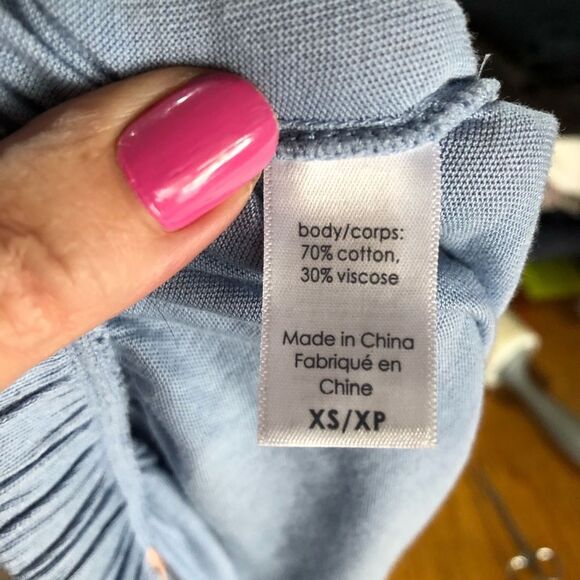 body/corps:
70% cotton,
30% viscose
Made in China
Fabriqué en
Chine
XS/XP